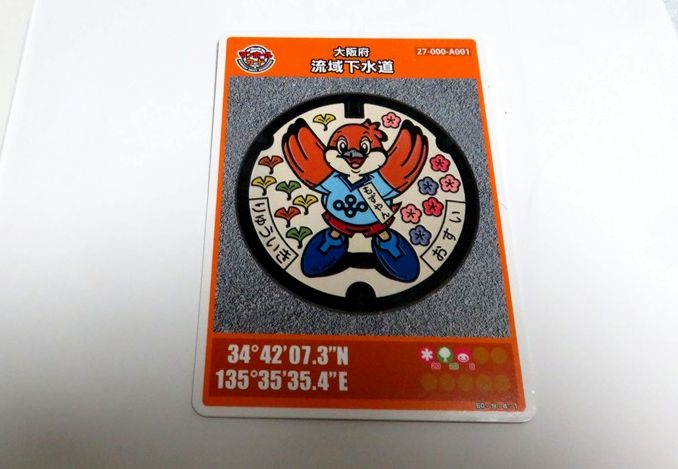 大阪府
27-000-A001
流域下水道
もずやん
りゅういき
おすい
34°42'07.3"N
135°35'35.4"E